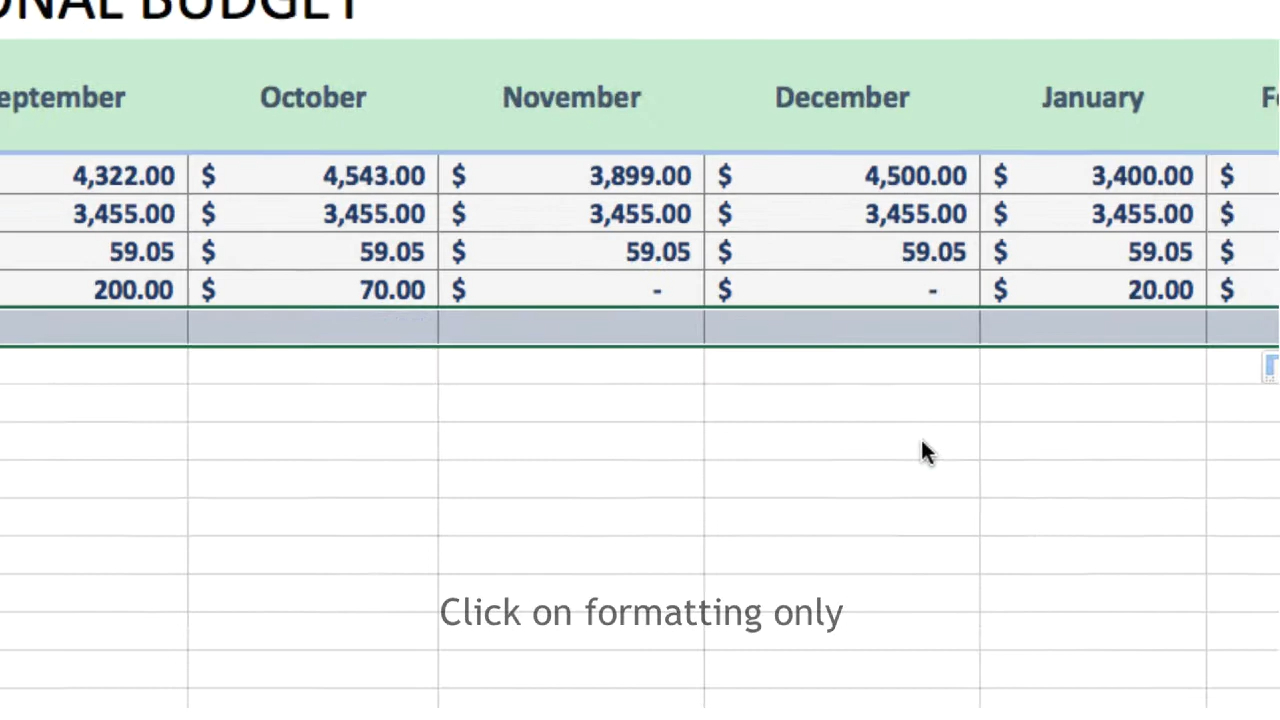 ONAL BUDGET
eptember October November December January F
4,322.00 $ 4,543.00 $ 3,899.00 $ 4,500.00 $ 3,400.00 $
3,455.00 $ 3,455.00 $ 3,455.00 $ 3,455.00 $ 3,455.00 $
59.05 $ 59.05 $ 59.05 $ 59.05 $ 59.05 $
200.00 $ 70.00 $ - $ - $ 20.00 $
Click on formatting only